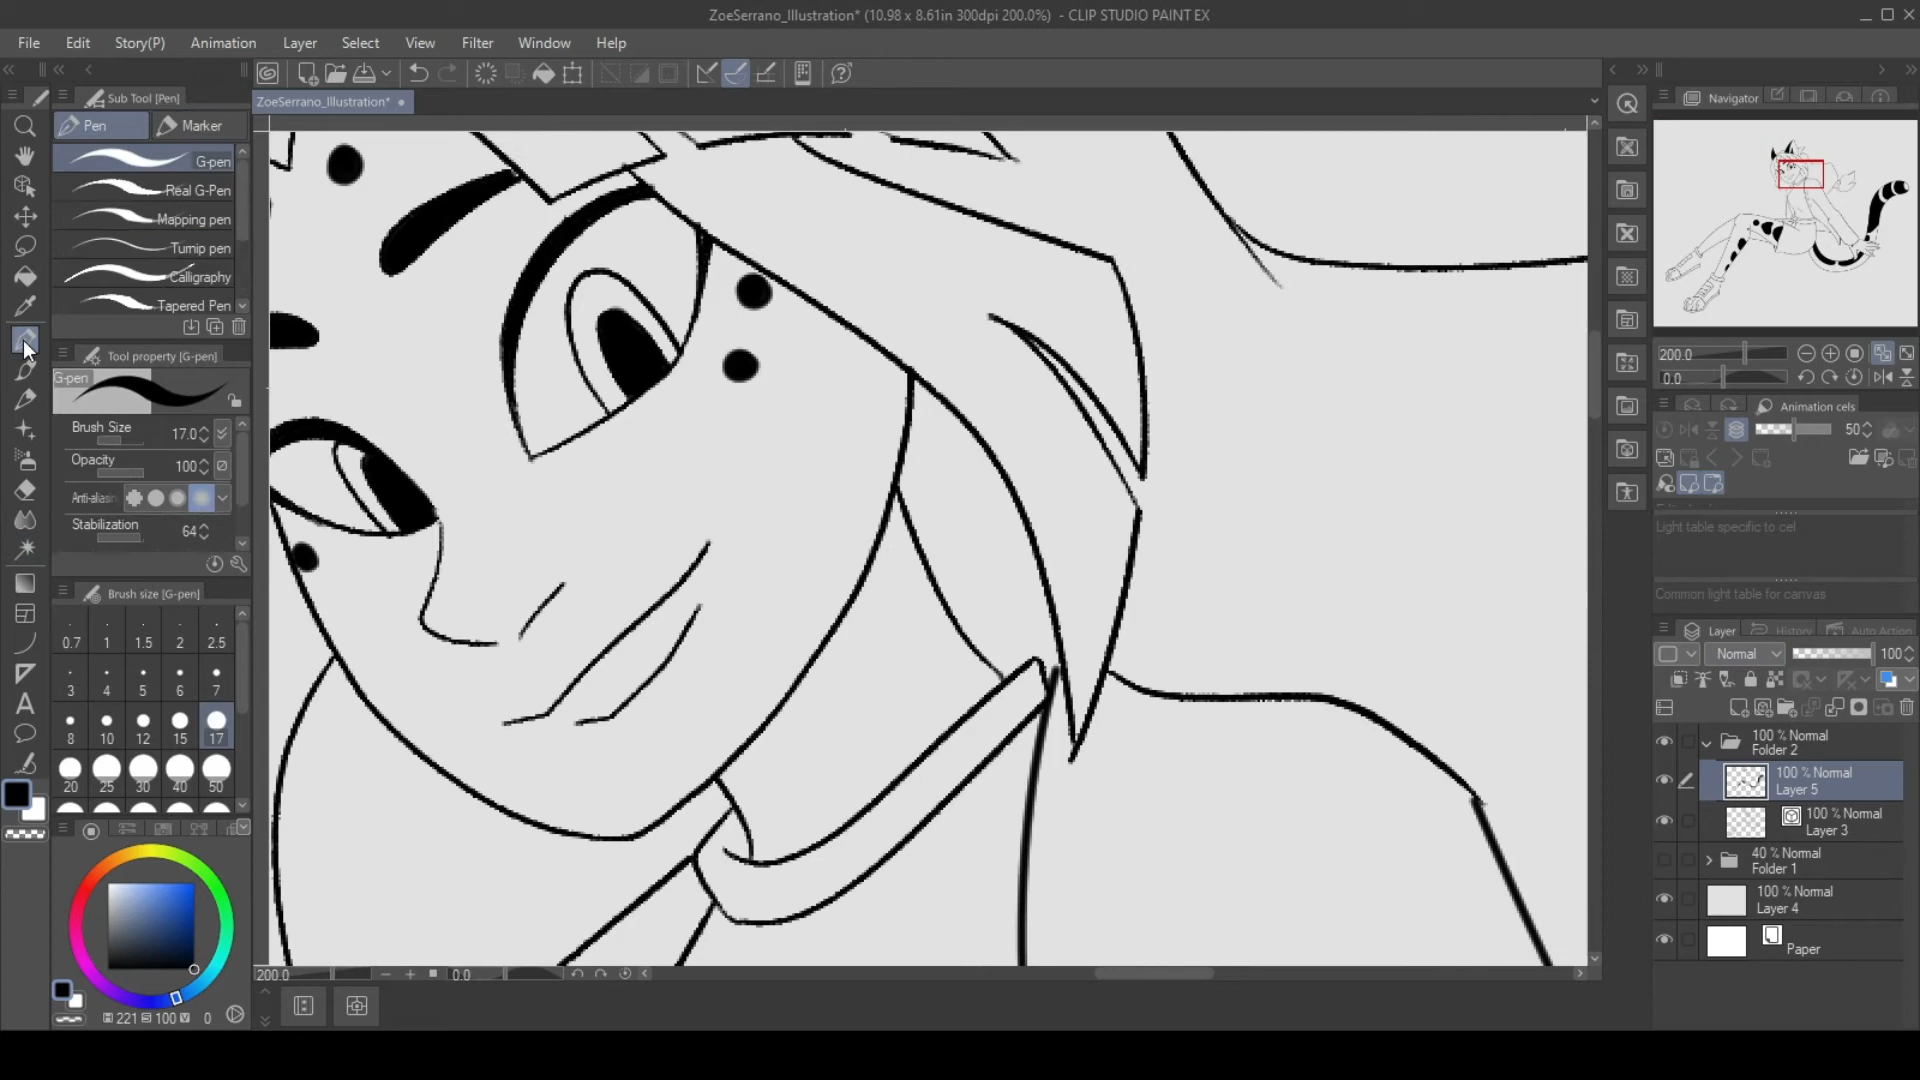 ZoeSerrano_Illustration* (10.98 x 8.61in 300dpi 200.0%) - CLIP STUDIO PAINT EX
File Edit Story(P) Animation Layer Select View Filter Window Help
Sub Tool [Pen]
ZoeSerrano_Illustration*
Navigator
Pen Marker
G-pen
Real G-Pen
Mapping pen
Turnip pen
Calligraphy
Tapered Pen
Tool property [G-pen]
G-pen
Brush Size 17.0
Opacity 100
Anti-aliasin
Stabilization 64
Brush size [G-pen]
0.7 1 1.5 2 2.5
3 4 5 6 7
8 10 12 15 17
20 25 30 40 50
H 221 S 100 V 0
200.0 0.0
200.0
0.0
Animation cels
50
Light table specific to cel
Common light table for canvas
Layer History Auto Action
Normal 100
100 % Normal
Folder 2
100 % Normal
Layer 5
100 % Normal
Layer 3
40 % Normal
Folder 1
100 % Normal
Layer 4
Paper